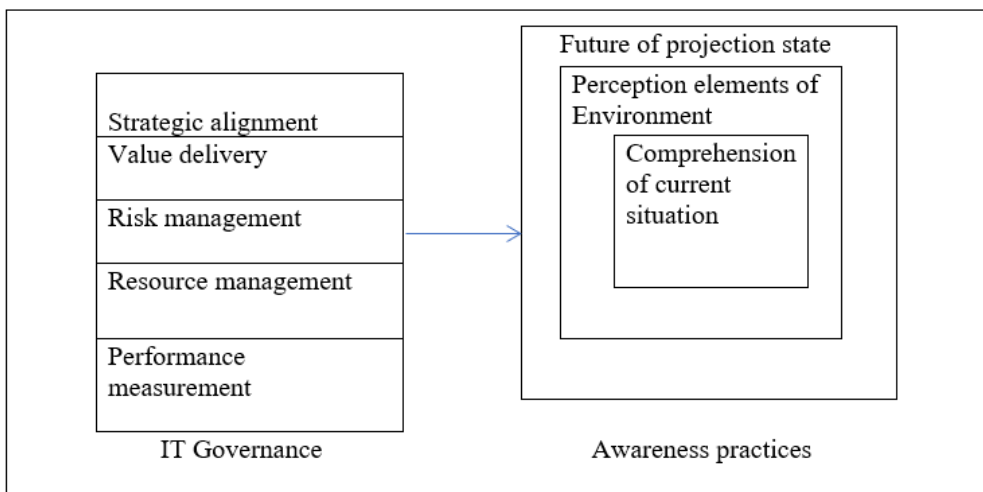 Strategic alignment
Value delivery
Risk management
Resource management
Performance
measurement
IT Governance
Future of projection state
Perception elements of
Environment
Comprehension
of current
situation
Awareness practices